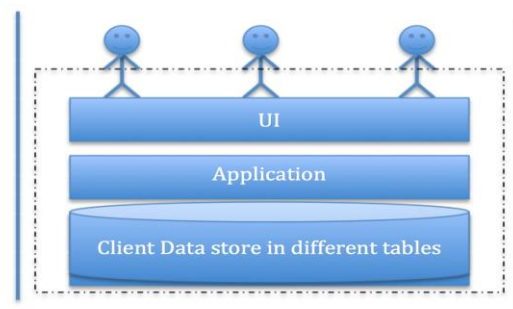 UI
Application
Client Data store in different tables